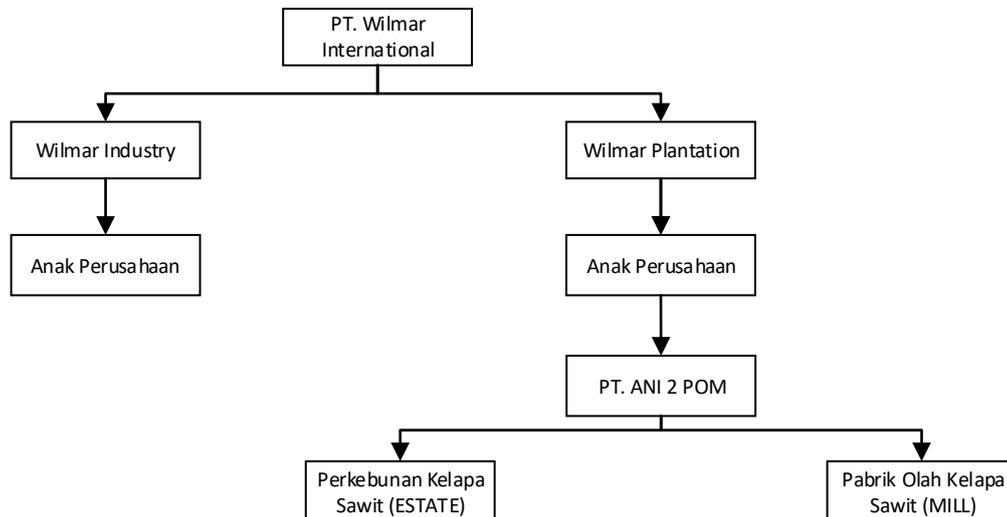 PT. Wilmar
International
Wilmar Industry
Wilmar Plantation
Anak Perusahaan
Anak Perusahaan
PT. ANI 2 POM
Perkebunan Kelapa
Sawit (ESTATE)
Pabrik Olah Kelapa
Sawit (MILL)